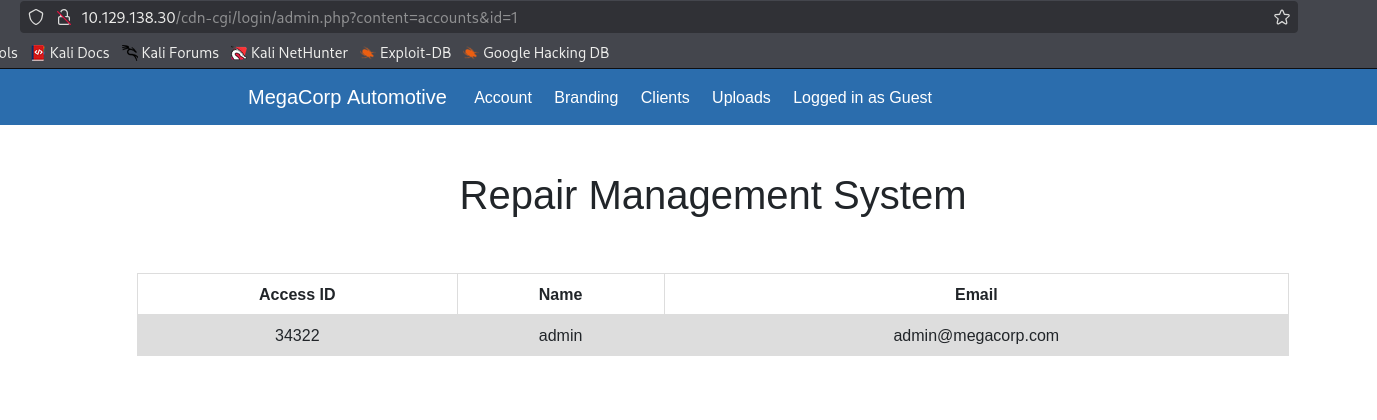 10.129.138.30/cdn-cgi/login/admin.php?content=accounts&id=1
ols Kali Docs Kali Forums Kali NetHunter Exploit-DB Google Hacking DB
MegaCorp Automotive Account Branding Clients Uploads Logged in as Guest
Repair Management System
Access ID Name Email
34322 admin admin@megacorp.com